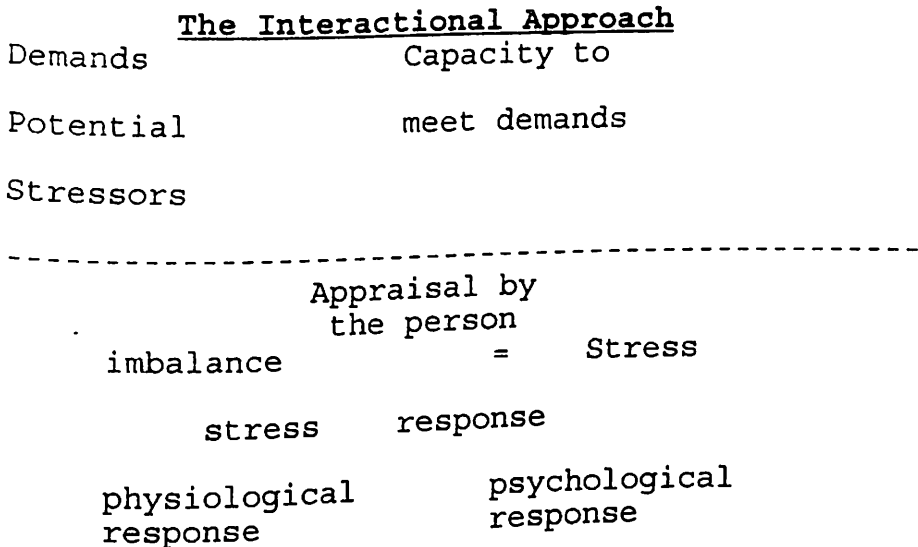 The Interactional Approach
Demands Capacity to
Potential meet demands
Stressors
Appraisal by
the person
imbalance = Stress
stress response
physiological psychological
response response